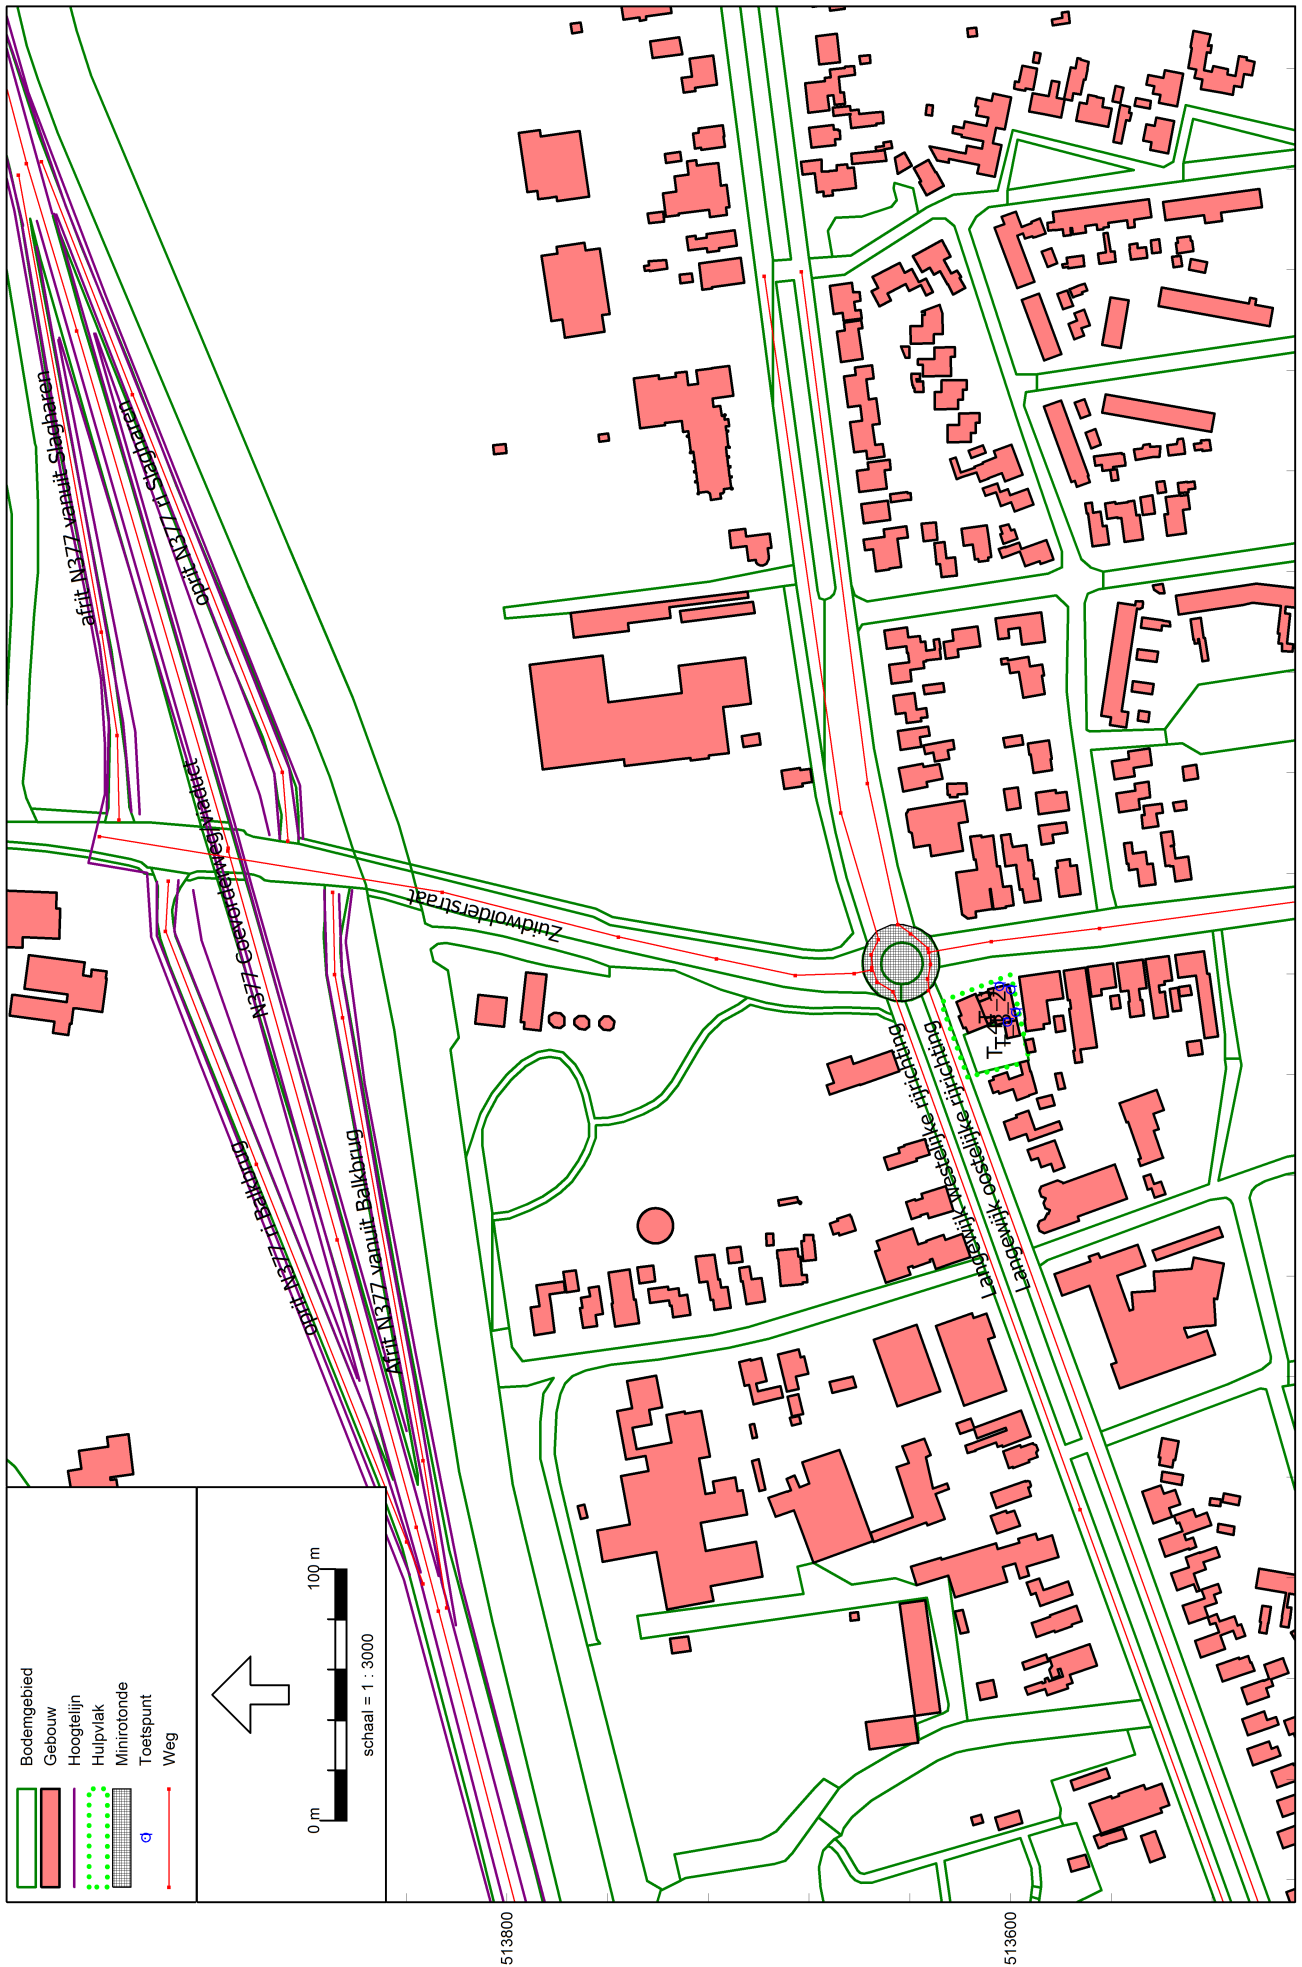 Bodemgebied
Gebouw
Hoogtelijn
Hulpvlak
Minirotonde
Toetspunt
Weg
0 m
100 m
schaal = 1 : 3000
afrit N377 vanuit Slagharen
oprit N377 ri Slagharen
N377 Coevorderweg viaduct
Zuidwolderstraat
oprit N377 ri Balkbrug
Afrit N377 vanuit Balkbrug
Langewijk westelijke rijrichting
Langewijk oostelijke rijrichting
513800
513600